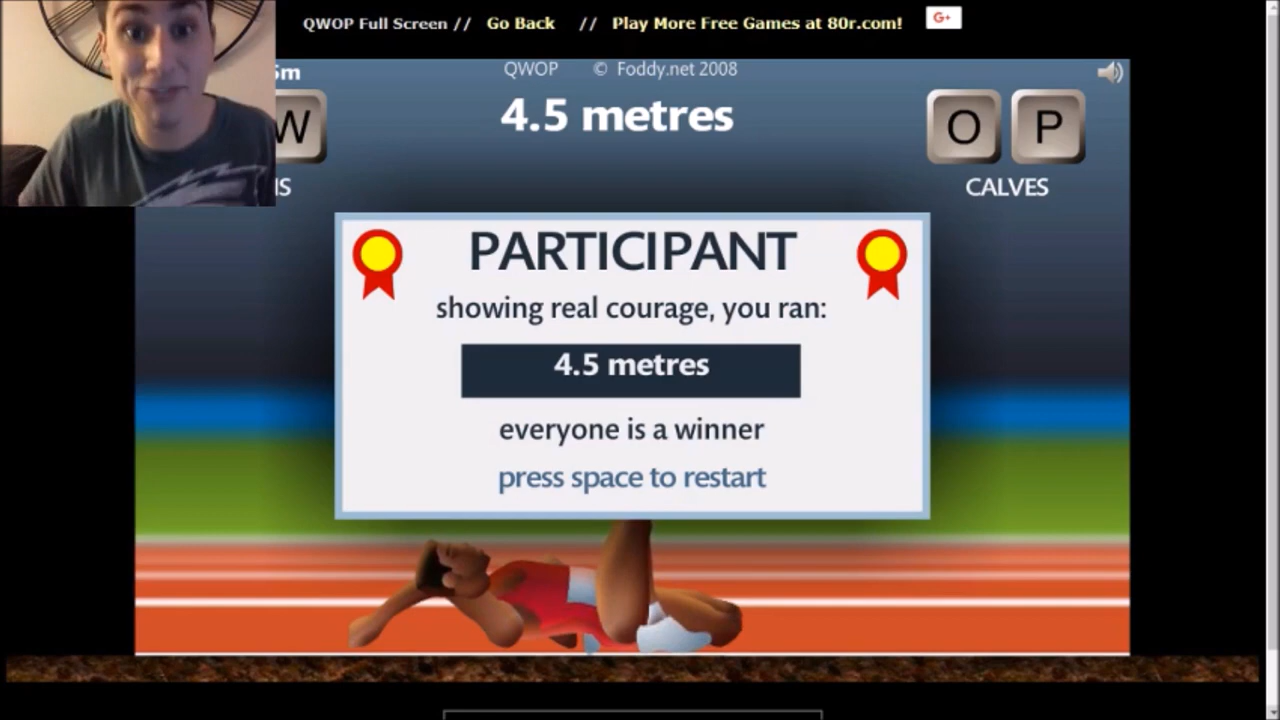 QWOP Full Screen // Go Back // Play More Free Games at 80r.com! G+
QWOP © Foddy.net 2008
4.5 metres
W
O P
CALVES
PARTICIPANT
showing real courage, you ran:
4.5 metres
everyone is a winner
press space to restart